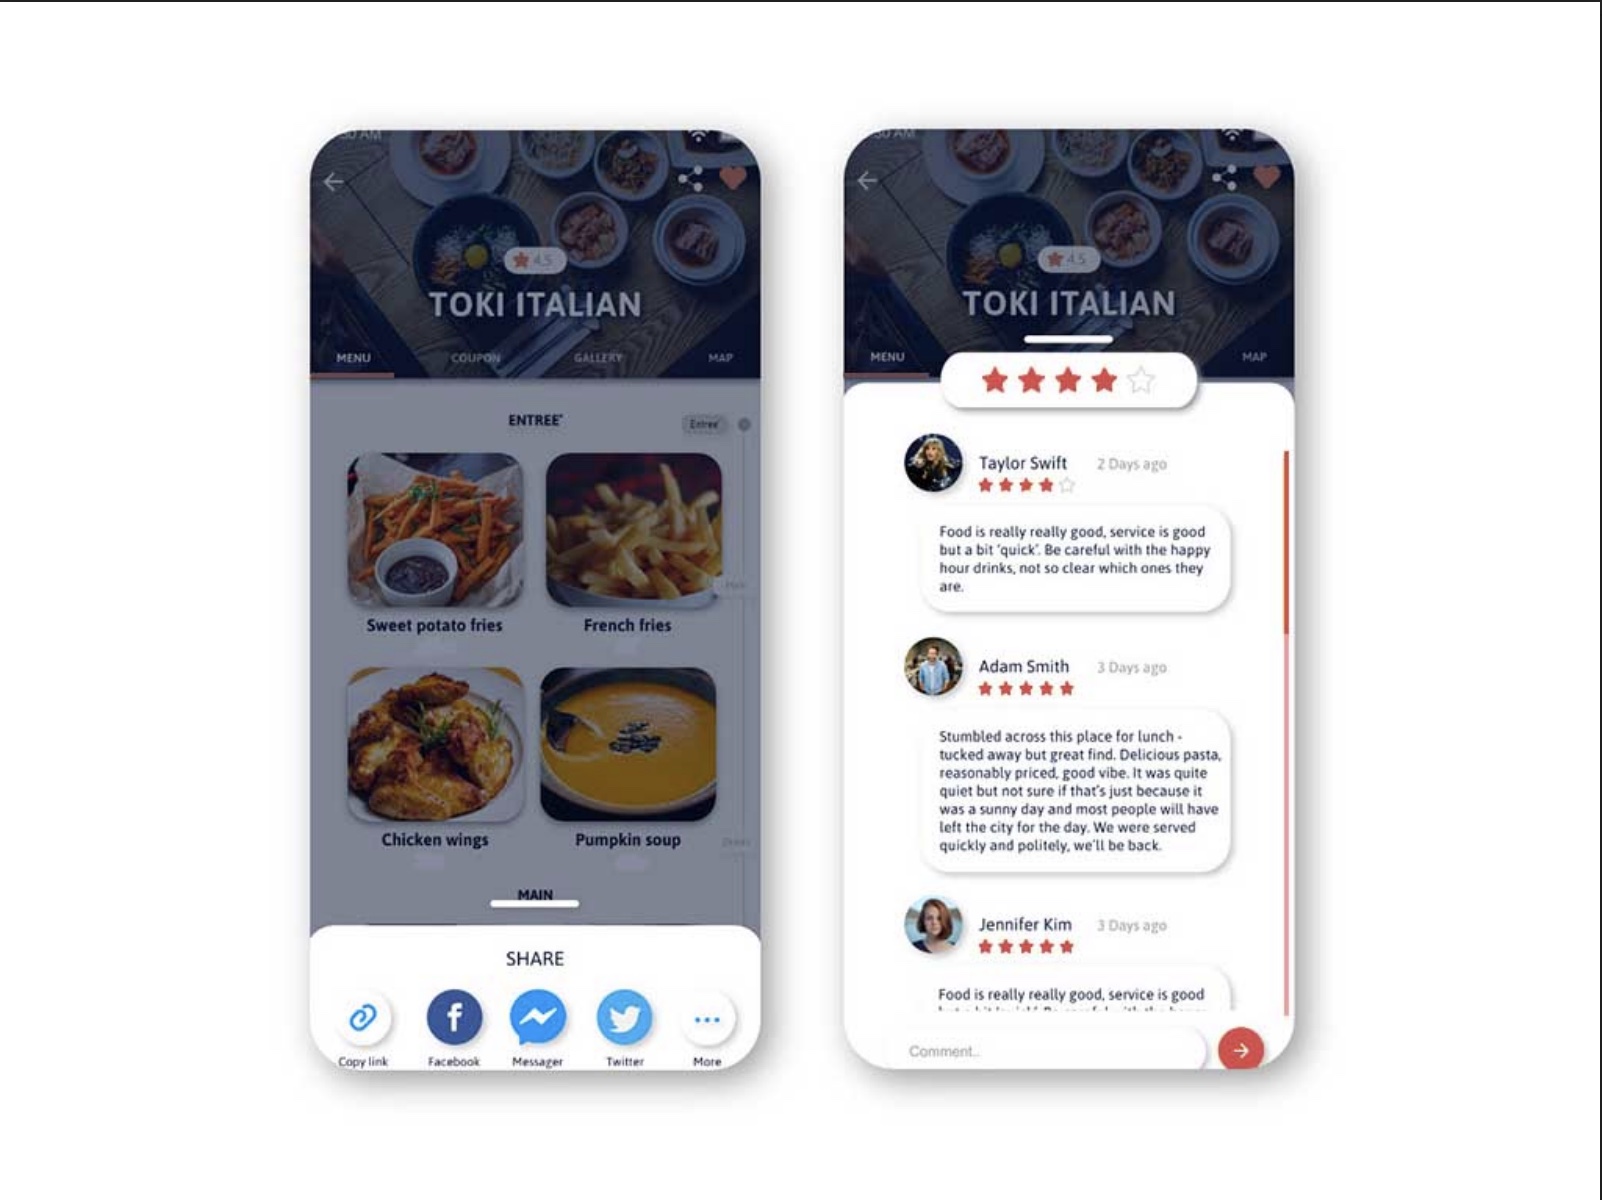 30 AM
4.5
TOKI ITALIAN
MENU COUPON GALLERY MAP
ENTREE'
Entree'
Sweet potato fries
French fries
Chicken wings
Pumpkin soup
MAIN
SHARE
Copy link
Facebook
Messager
Twitter
More
:30 AM
4.5
TOKI ITALIAN
MENU MAP
Taylor Swift 2 Days ago
Food is really really good, service is good
but a bit 'quick'. Be careful with the happy
hour drinks, not so clear which ones they
are.
Adam Smith 3 Days ago
Stumbled across this place for lunch -
tucked away but great find. Delicious pasta,
reasonably priced, good vibe. It was quite
quiet but not sure if that's just because it
was a sunny day and most people will have
left the city for the day. We were served
quickly and politely, we'll be back.
Jennifer Kim 3 Days ago
Food is really really good, service is good
Comment..